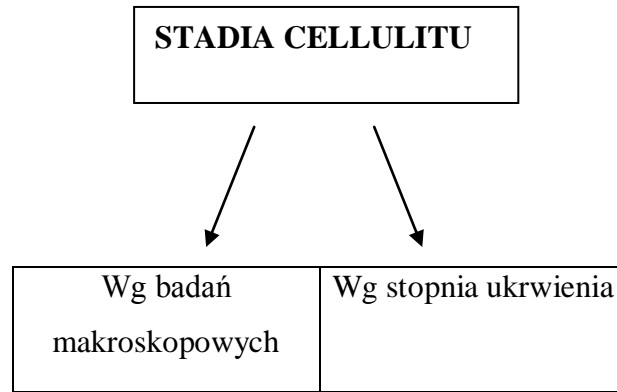 STADIA CELLULITU
Wg badań
makroskopowych
Wg stopnia ukrwienia